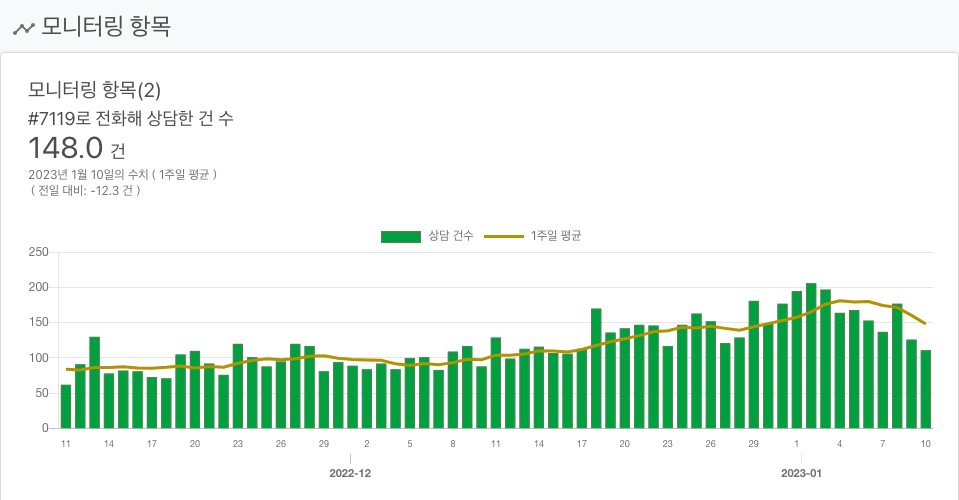 모니터링 항목
모니터링 항목(2)
#7119로 전화해 상담한 건 수
148.0 건
2023년 1월 10일의 수치 ( 1주일 평균 )
( 전일 대비: -12.3 건 )
상담 건수 1주일 평균
250
200
150
100
50
0
11 14 17 20 23 26 29 2 5 8 11 14 17 20 23 26 29 1 4 7 10
2022-12 2023-01